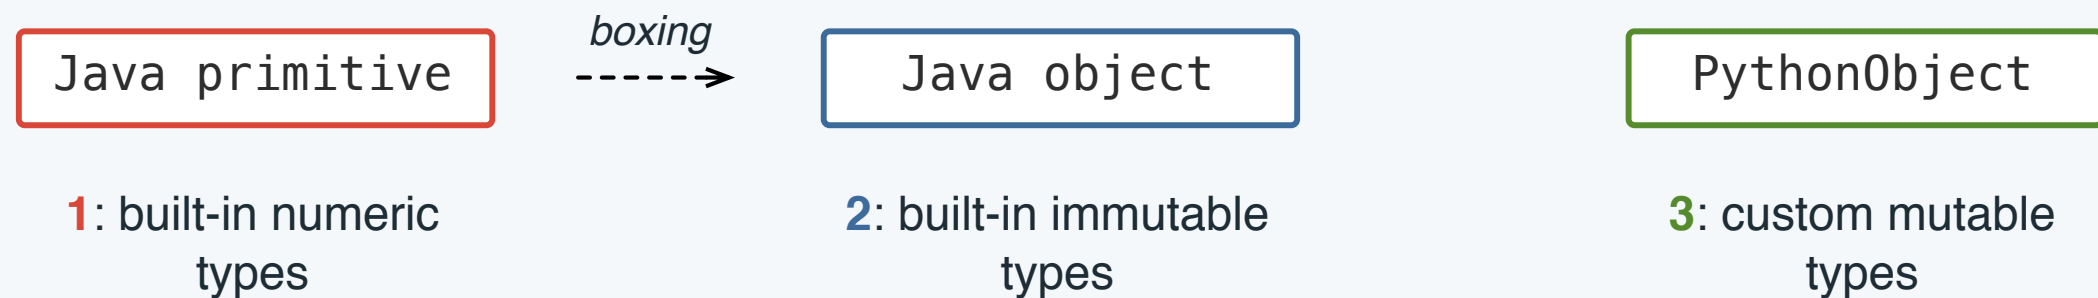 boxing
Java primitive
Java object
PythonObject
1: built-in numeric
types
2: built-in immutable
types
3: custom mutable
types